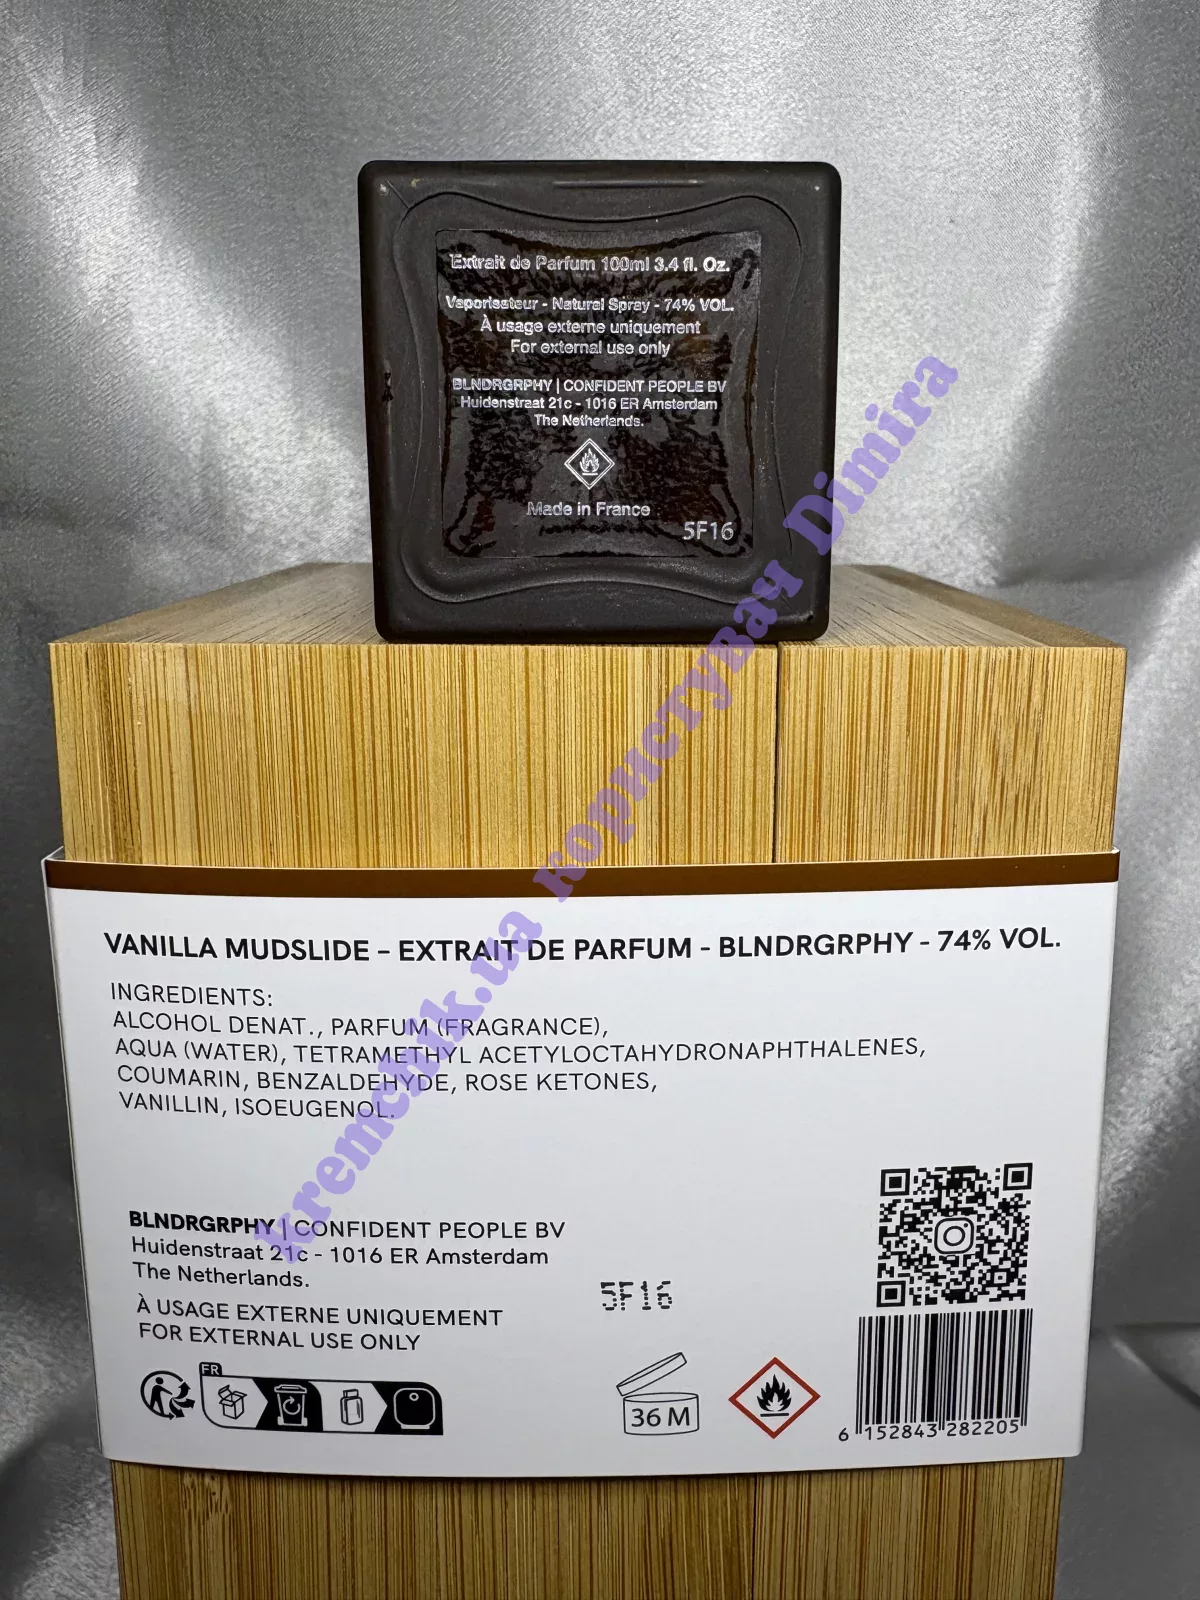 Extrait de Parfum 100ml 3.4 fl. Oz.
Vaporisateur - Natural Spray - 74% VOL.
À usage externe uniquement
For external use only
BLNDRGRPHY | CONFIDENT PEOPLE BV
Huidenstraat 21c - 1016 ER Amsterdam
The Netherlands.
Made in France
5F16
kremchik.ua користувач Dimira
VANILLA MUDSLIDE – EXTRAIT DE PARFUM - BLNDRGRPHY - 74% VOL.
INGREDIENTS:
ALCOHOL DENAT., PARFUM (FRAGRANCE),
AQUA (WATER), TETRAMETHYL ACETYLOCTAHYDRONAPHTHALENES,
COUMARIN, BENZALDEHYDE, ROSE KETONES,
VANILLIN, ISOEUGENOL.
BLNDRGRPHY | CONFIDENT PEOPLE BV
Huidenstraat 21c - 1016 ER Amsterdam
The Netherlands.
5F16
À USAGE EXTERNE UNIQUEMENT
FOR EXTERNAL USE ONLY
FR
36 M
6 152843 282205